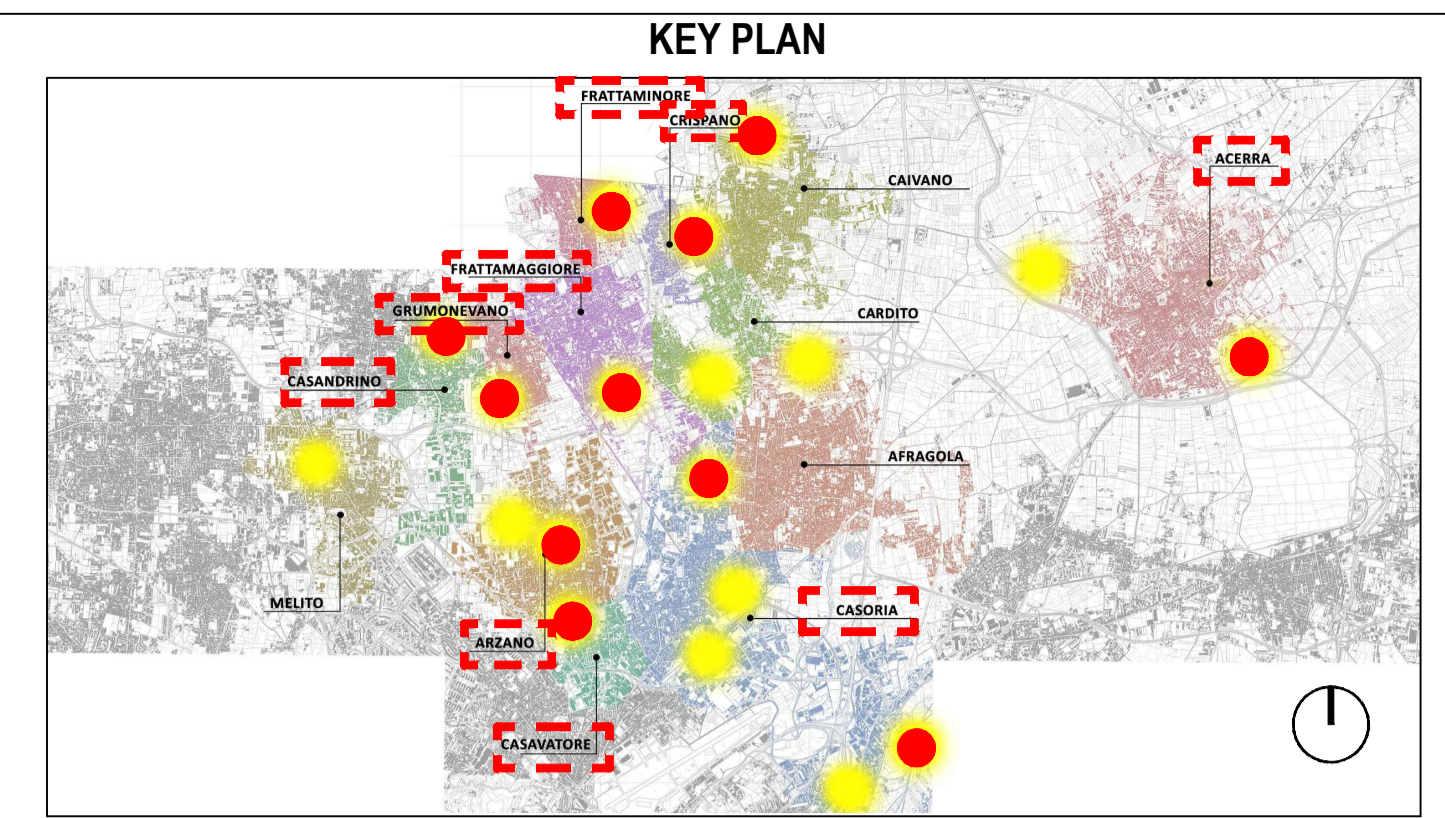 KEY PLAN
FRATTAMINORE
CRISPANO
ACERRA
CAIVANO
FRATTAMAGGIORE
GRUMONEVANO
CARDITO
CASANDRINO
AFRAGOLA
MELITO
CASORIA
ARZANO
CASAVATORE